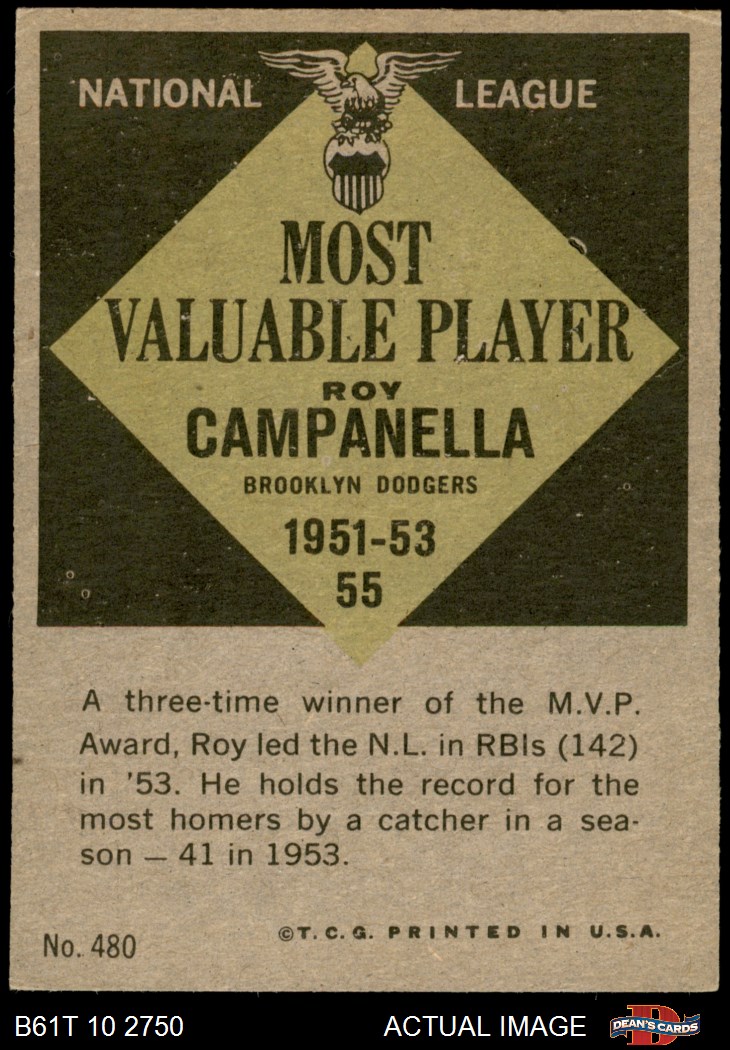 NATIONAL LEAGUE
MOST
VALUABLE PLAYER
ROY
CAMPANELLA
BROOKLYN DODGERS
1951-53
55
A three-time winner of the M.V.P.
Award, Roy led the N.L. in RBIs (142)
in '53. He holds the record for the
most homers by a catcher in a sea-
son — 41 in 1953.
No. 480
©T.C.G. PRINTED IN U.S.A.
B61T 10 2750
ACTUAL IMAGE
D
DEAN'S CARDS